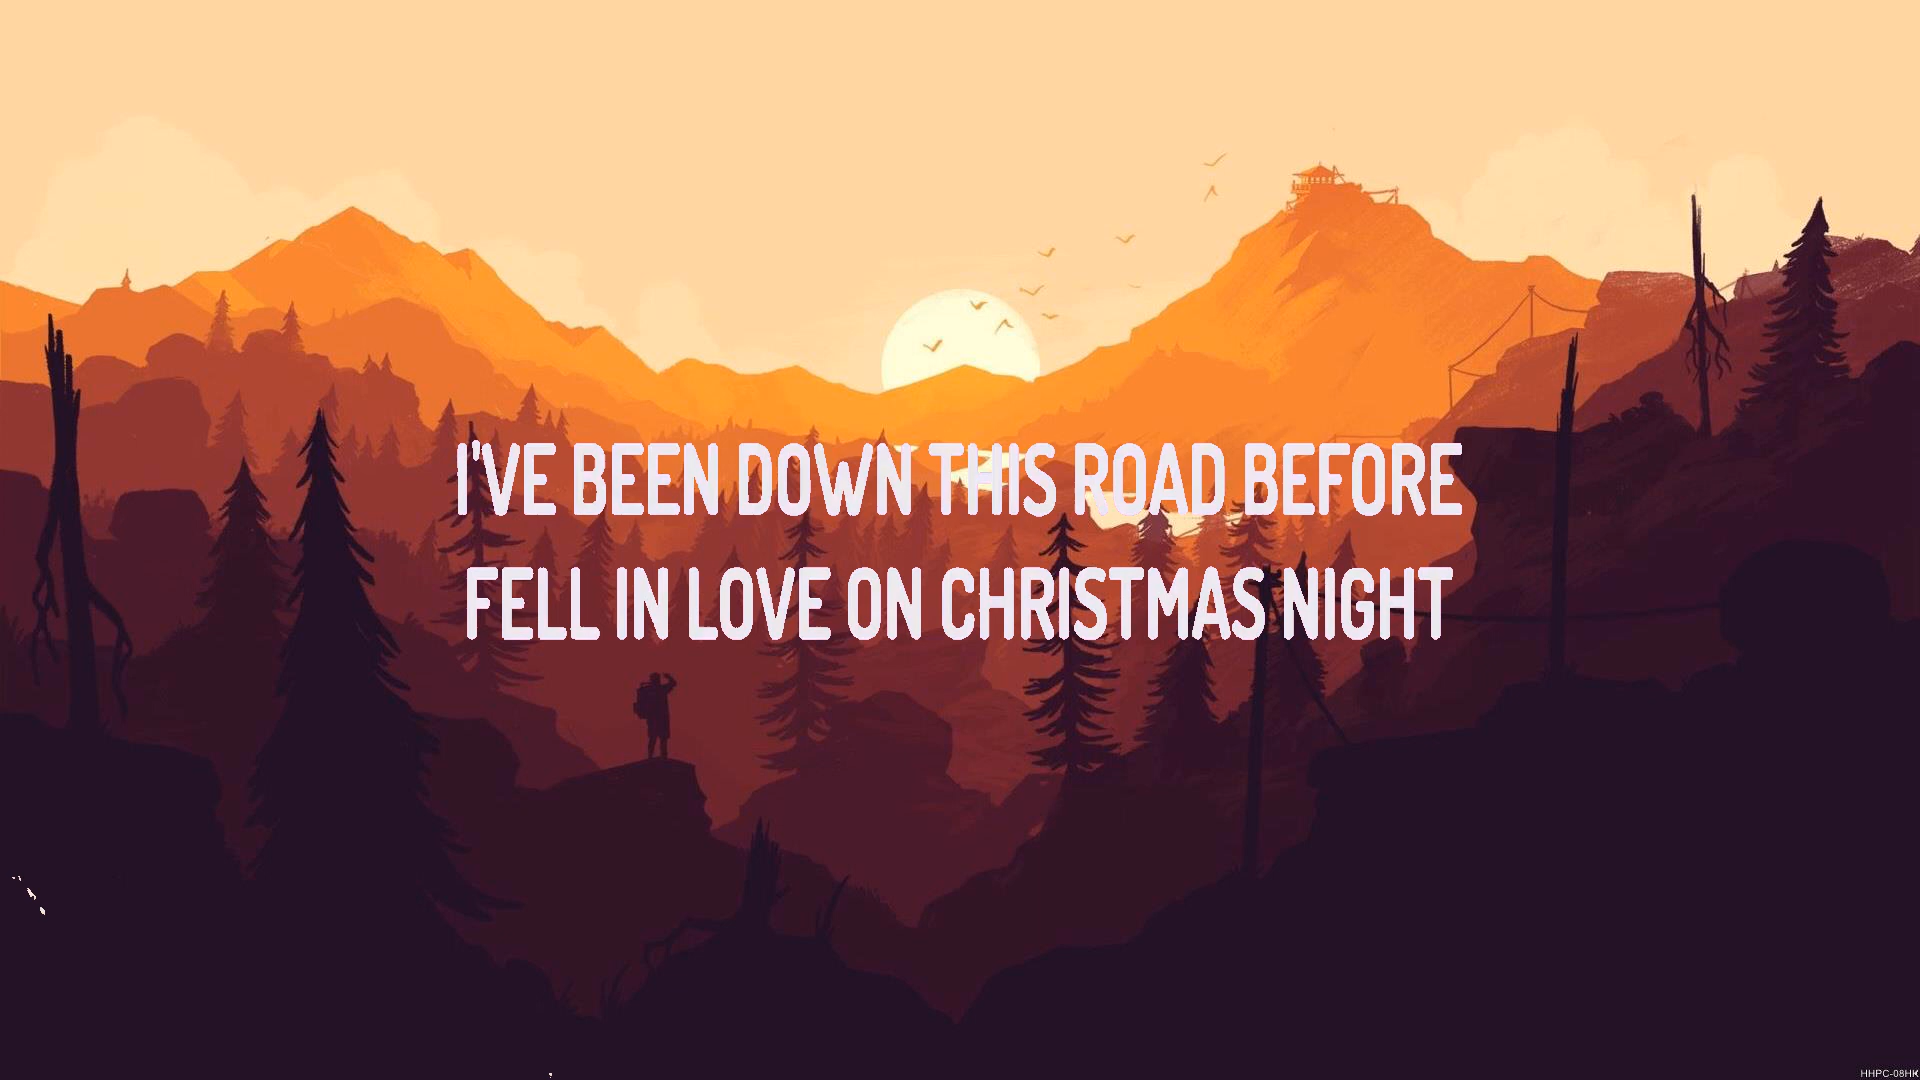 I'VE BEEN DOWN THIS ROAD BEFORE
FELL IN LOVE ON CHRISTMAS NIGHT
HHPC-08HK